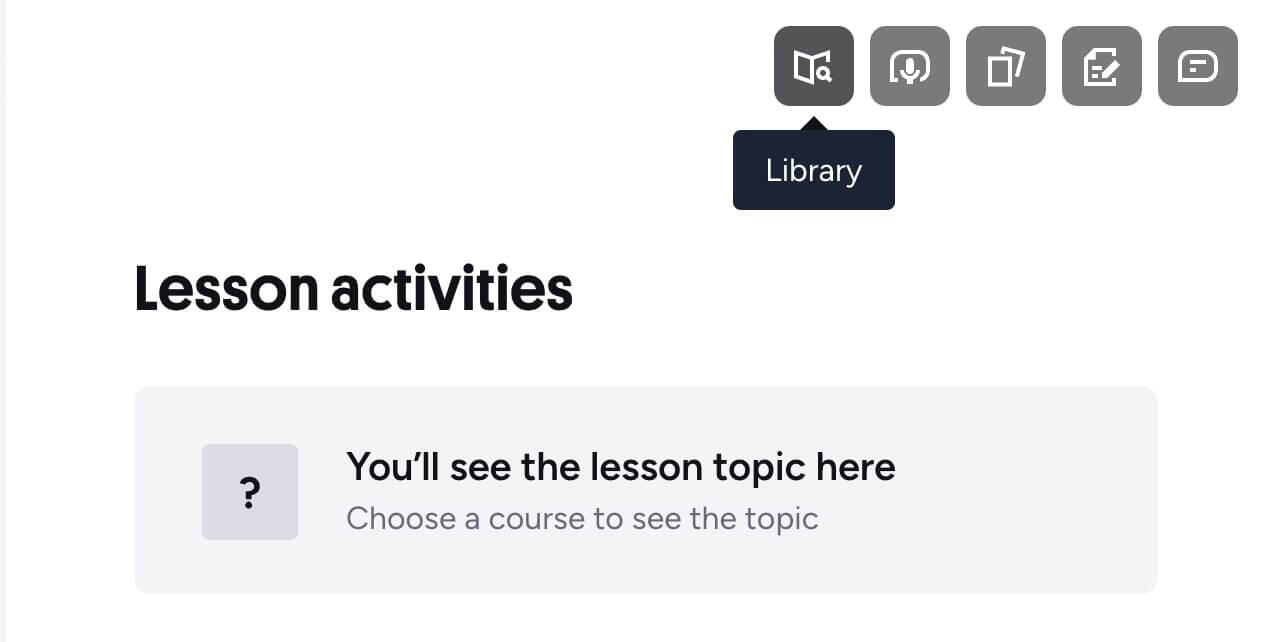 Library
Lesson activities
?
You’ll see the lesson topic here
Choose a course to see the topic